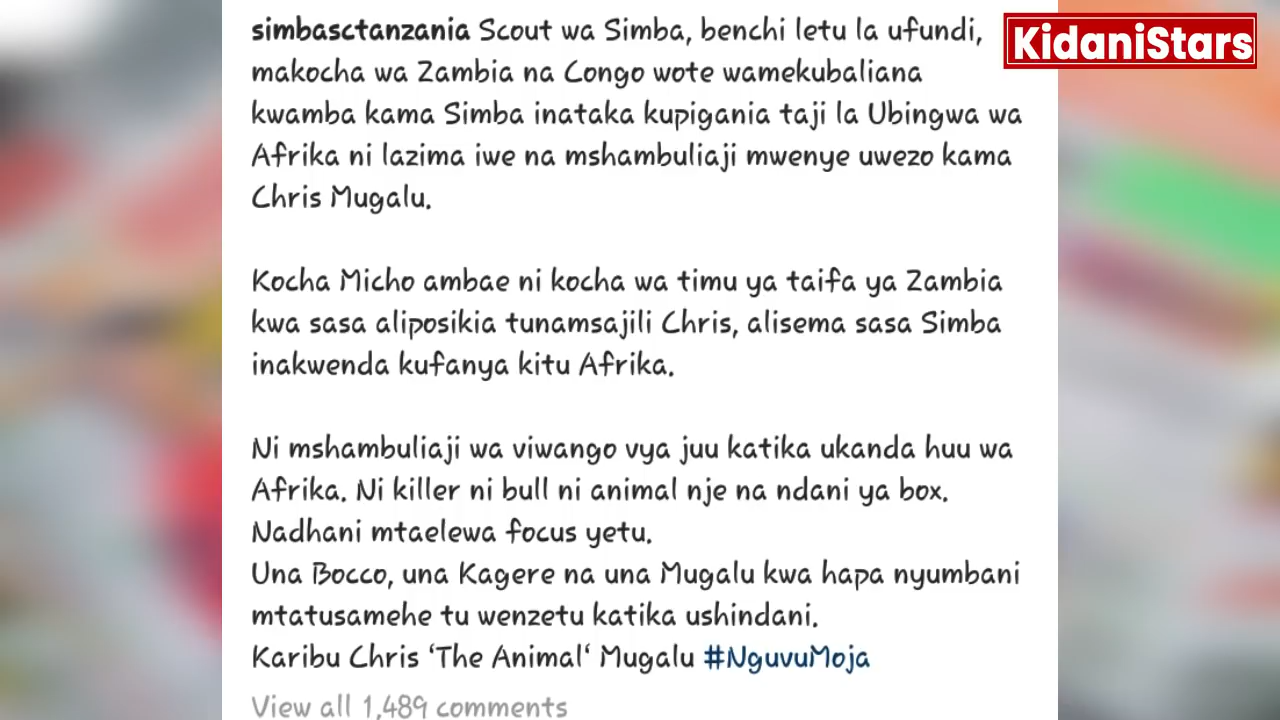 simbasctanzania Scout wa Simba, benchi letu la ufundi,
KidaniStars
makocha wa Zambia na Congo wote wamekubaliana
kwamba kama Simba inataka kupigania taji la Ubingwa wa
Afrika ni lazima iwe na mshambuliaji mwenye uwezo kama
Chris Mugalu.
Kocha Micho ambae ni kocha wa timu ya taifa ya Zambia
kwa sasa aliposikia tunamsajili Chris, alisema sasa Simba
inakwenda kufanya kitu Afrika.
Ni mshambuliaji wa viwango vya juu katika ukanda huu wa
Afrika. Ni killer ni bull ni animal nje na ndani ya box.
Nadhani mtaelewa focus yetu.
Una Bocco, una Kagere na una Mugalu kwa hapa nyumbani
mtatusamehe tu wenzetu katika ushindani.
Karibu Chris ‘The Animal‘ Mugalu #NguvuMoja
View all 1,489 comments